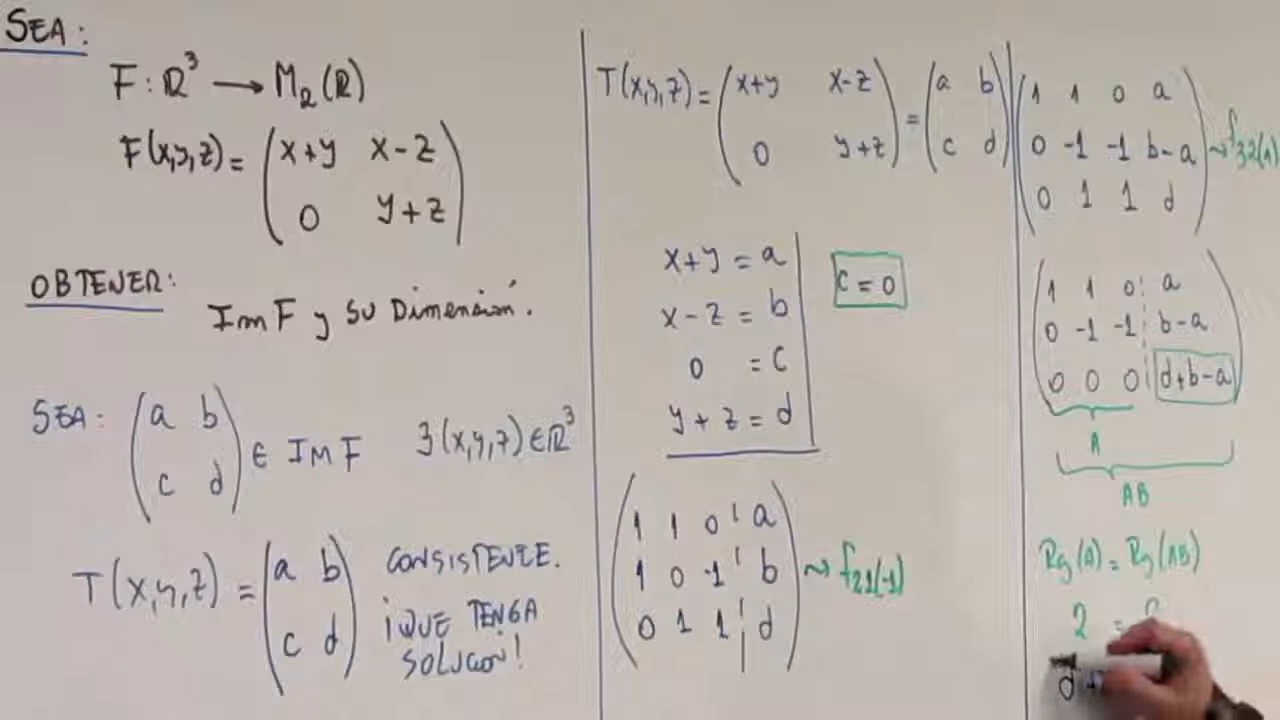 SEA:
F: ℝ³ ⟶ M₂(ℝ)
F(x,y,z) = (x+y x-z
0 y+z)
OBTENER:
ImF y su Dimensión.
SEA: (a b
c d) ∈ ImF ∃(x,y,z)∈ℝ³
T(x,y,z) = (a b
c d)
CONSISTENTE.
¡QUE TENGA
SOLUCIÓN!
T(x,y,z) = (x+y x-z
0 y+z) = (a b
c d)
x+y = a
x-z = b
0 = c
y+z = d
c = 0
(1 1 0 | a
1 0 -1 | b
0 1 1 | d) ~> f₂₁(-1)
(1 1 0 a
0 -1 -1 b-a
0 1 1 d) ~> f₃₂(1)
(1 1 0 | a
0 -1 -1 | b-a
0 0 0 | d+b-a)
A
AB
Rg(A) = Rg(AB)
2 =
d +